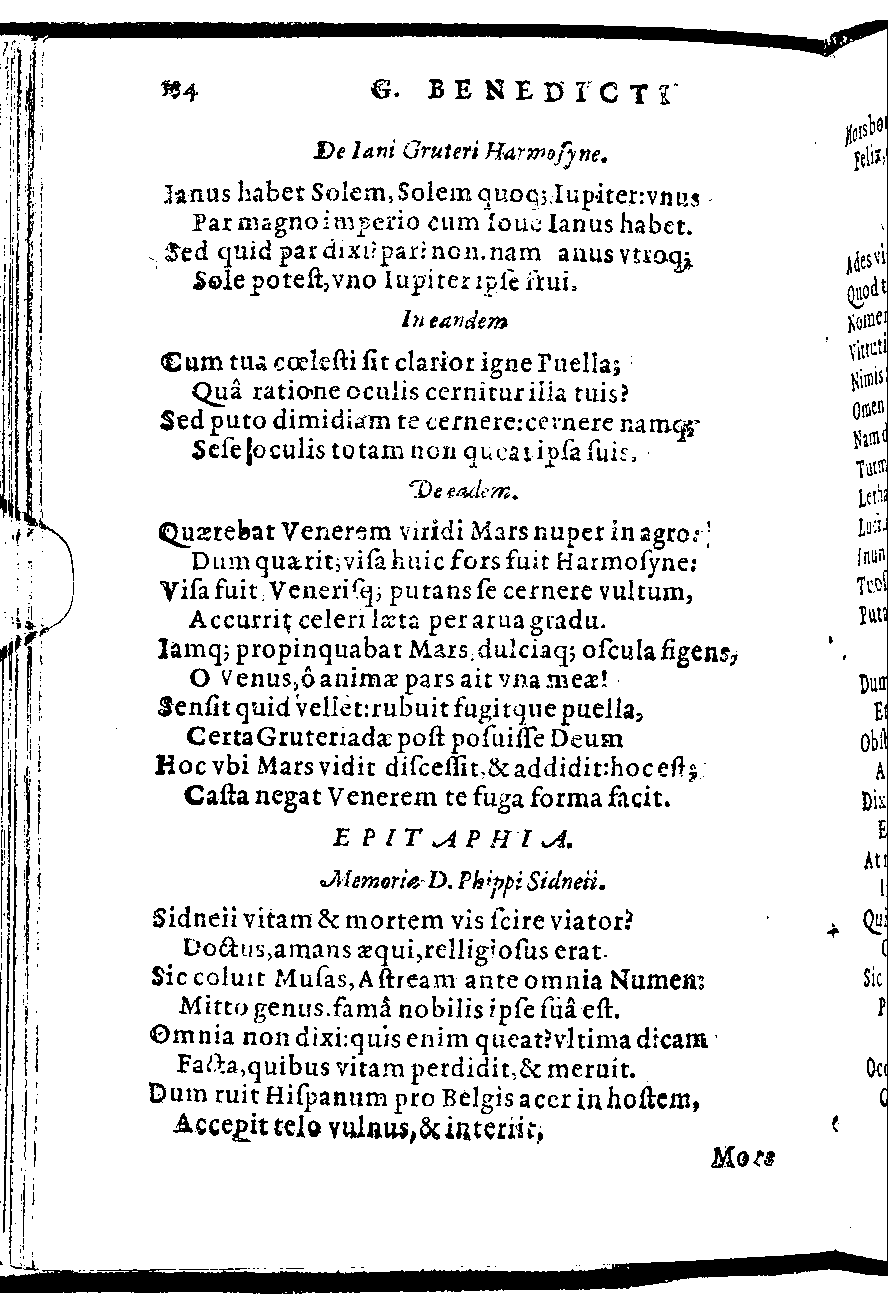 104 G. BENEDICTI
De Iani Gruteri Harmoſyne.
Ianus habet Solem, Solem quoq; Iupiter: vnus
Par magno imperio cum Ioue Ianus habet.
Sed quid par dixi? par: non. nam anus vtroq;
Sole poteſt, vno Iupiter ipſe frui.
In eandem
Cum tua cœleſti ſit clarior igne Puella;
Quâ ratione oculis cernitur illa tuis?
Sed puto dimidiam te cernere: cernere namq;
Seſe oculis totam non queat ipſa ſuis.
De eadem.
Quærebat Venerem viridi Mars nuper in agro:
Dum quærit; viſa huic fors fuit Harmoſyne:
Viſa fuit, Veneriſq; putans ſe cernere vultum,
Accurrit celeri læta per arua gradu.
Iamq; propinquabat Mars, dulciaq; oſcula figens,
O Venus, ô animæ pars ait vna meæ!
Senſit quid vellet: rubuit fugitque puella,
Certa Gruteriadæ poſt poſuiſſe Deum
Hoc vbi Mars vidit diſceſſit, & addidit: hoc eſt;
Caſta negat Venerem te fuga forma facit.
EPITAPHIA.
Memoriæ D. Phippi Sidneii.
Sidneii vitam & mortem vis ſcire viator?
Doctus, amans æqui, relligioſus erat.
Sic coluit Muſas, Aſtream ante omnia Numen:
Mitto genus. famâ nobilis ipſe ſuâ eſt.
Omnia non dixi: quis enim queat? vltima dicam
Facta, quibus vitam perdidit, & meruit.
Dum ruit Hiſpanum pro Belgis acer in hoſtem,
Accepit telo vulnus, & interiit,
Mors